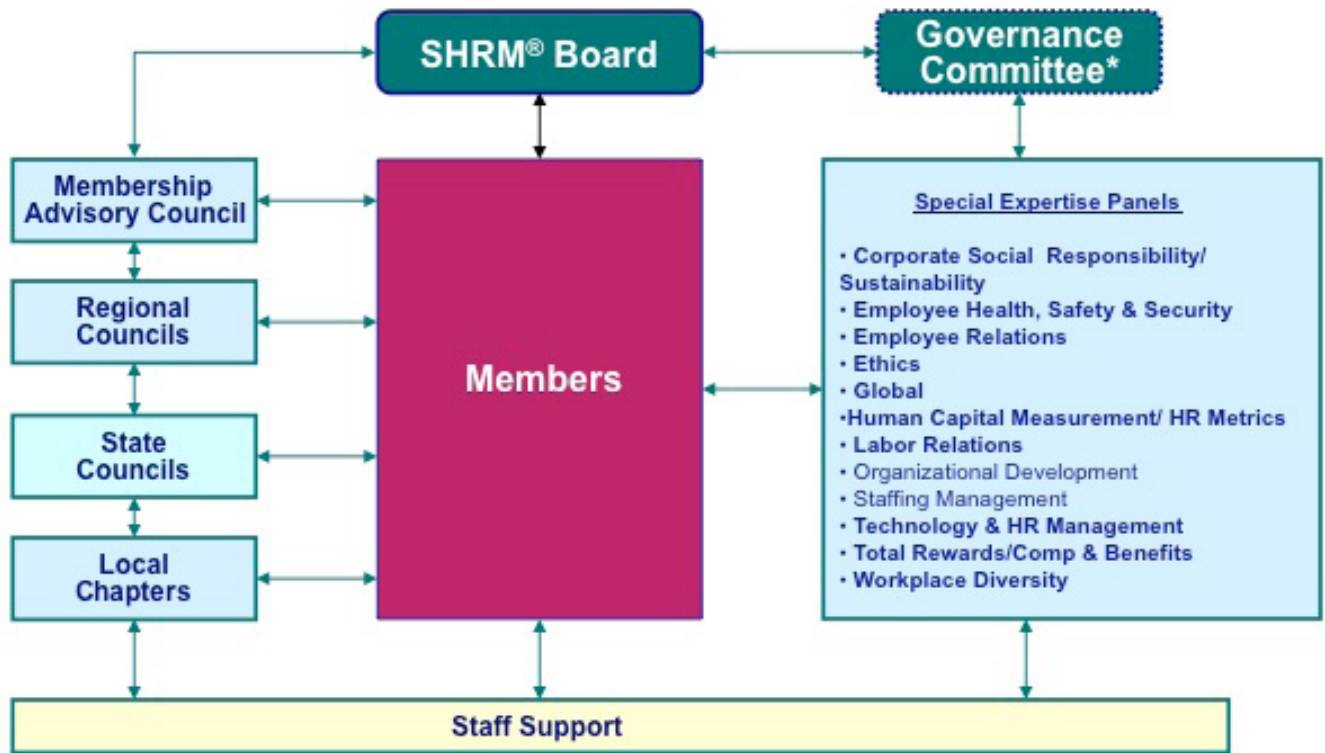 SHRM® Board
Governance
Committee*
Membership
Advisory Council
Regional
Councils
State
Councils
Local
Chapters
Members
Special Expertise Panels
• Corporate Social Responsibility/
Sustainability
• Employee Health, Safety & Security
• Employee Relations
• Ethics
• Global
•Human Capital Measurement/ HR Metrics
• Labor Relations
• Organizational Development
• Staffing Management
• Technology & HR Management
• Total Rewards/Comp & Benefits
• Workplace Diversity
Staff Support